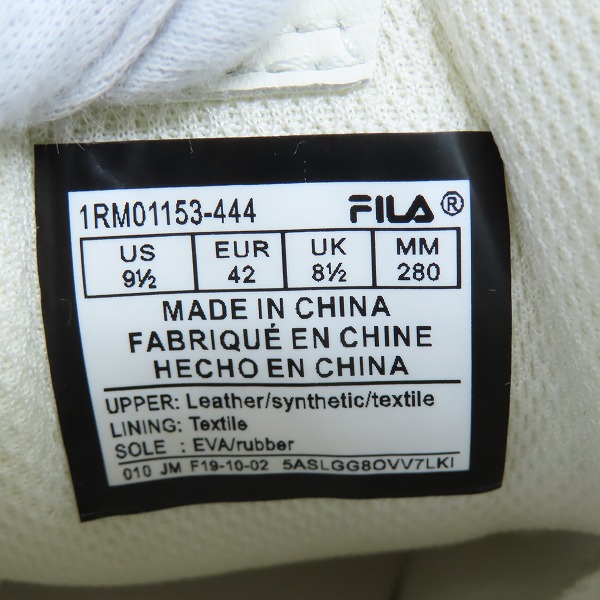 1RM01153-444 FILA®
US EUR UK MM
9½ 42 8½ 280
MADE IN CHINA
FABRIQUÉ EN CHINE
HECHO EN CHINA
UPPER: Leather/synthetic/textile
LINING: Textile
SOLE : EVA/rubber
010 JM F19-10-02 5ASLGG8OVV7LKI